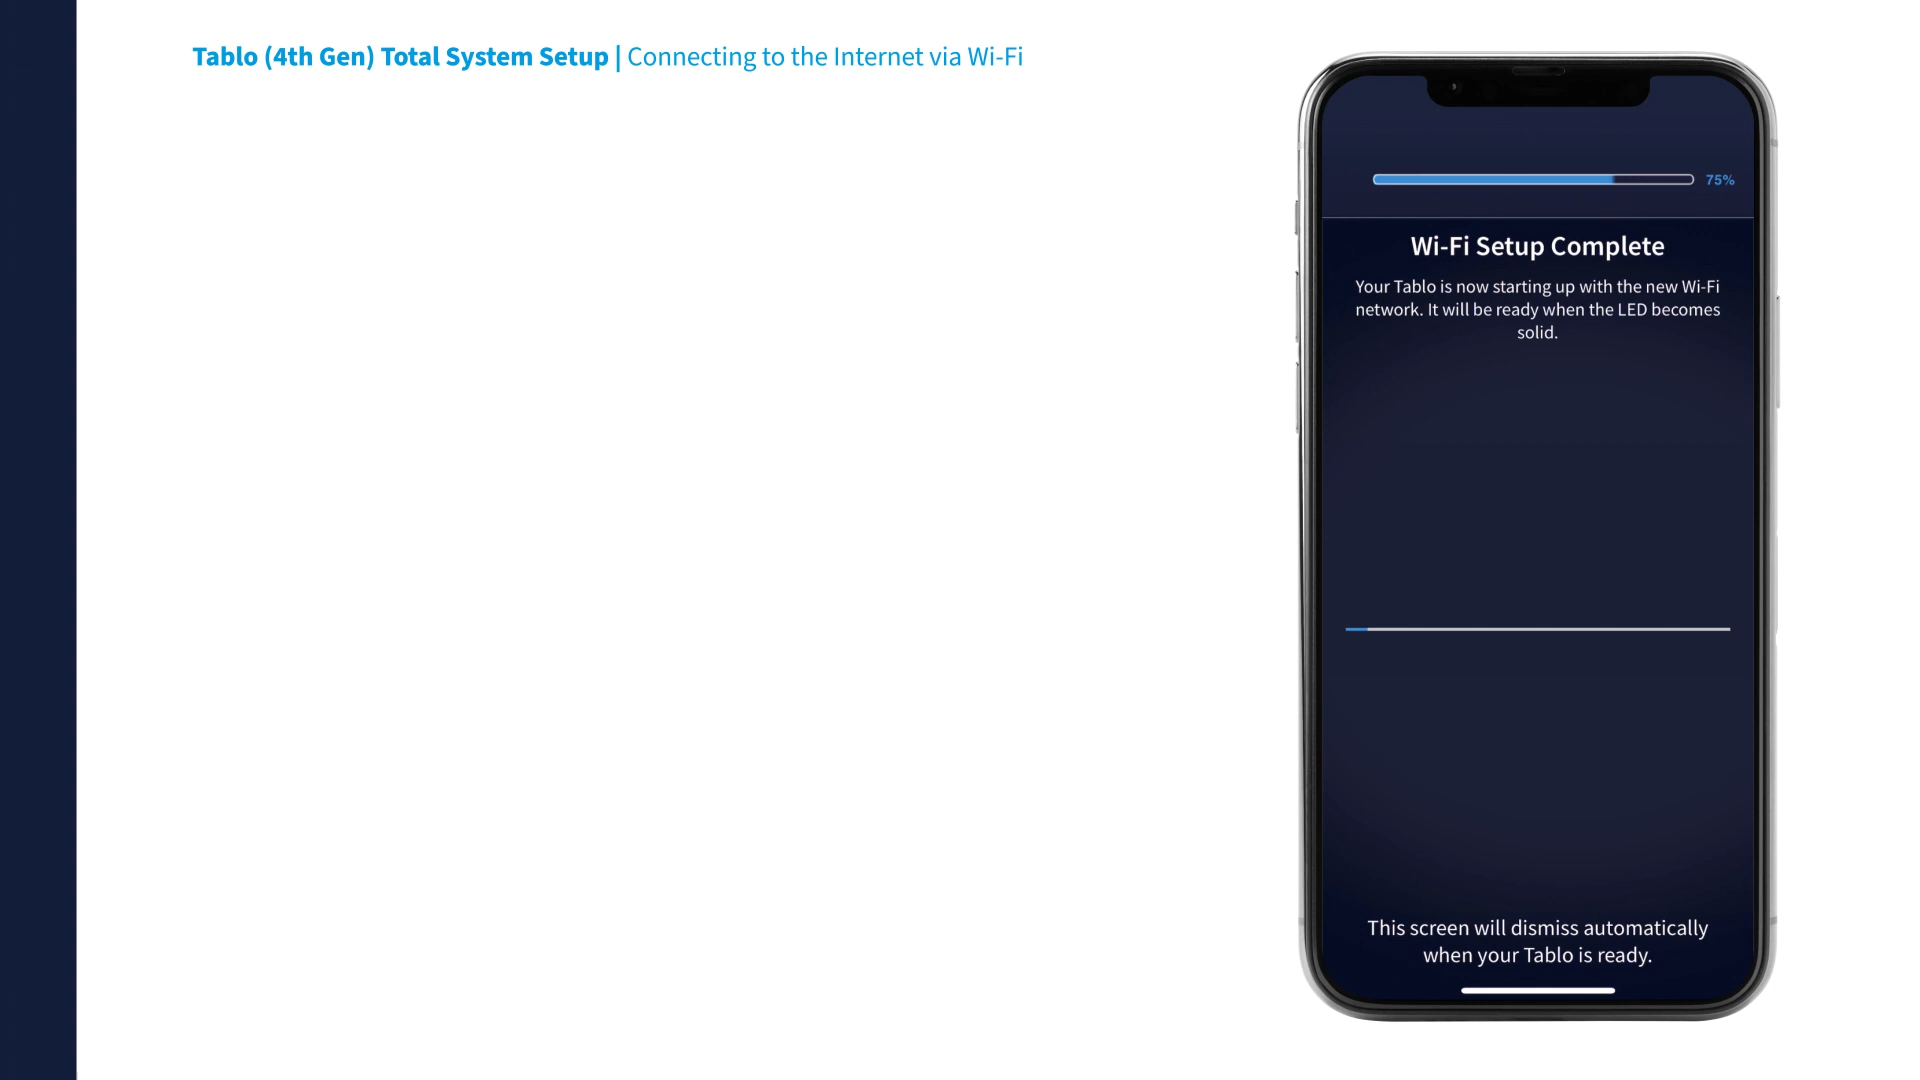 Tablo (4th Gen) Total System Setup | Connecting to the Internet via Wi-Fi
75%
Wi-Fi Setup Complete
Your Tablo is now starting up with the new Wi-Fi
network. It will be ready when the LED becomes
solid.
This screen will dismiss automatically
when your Tablo is ready.